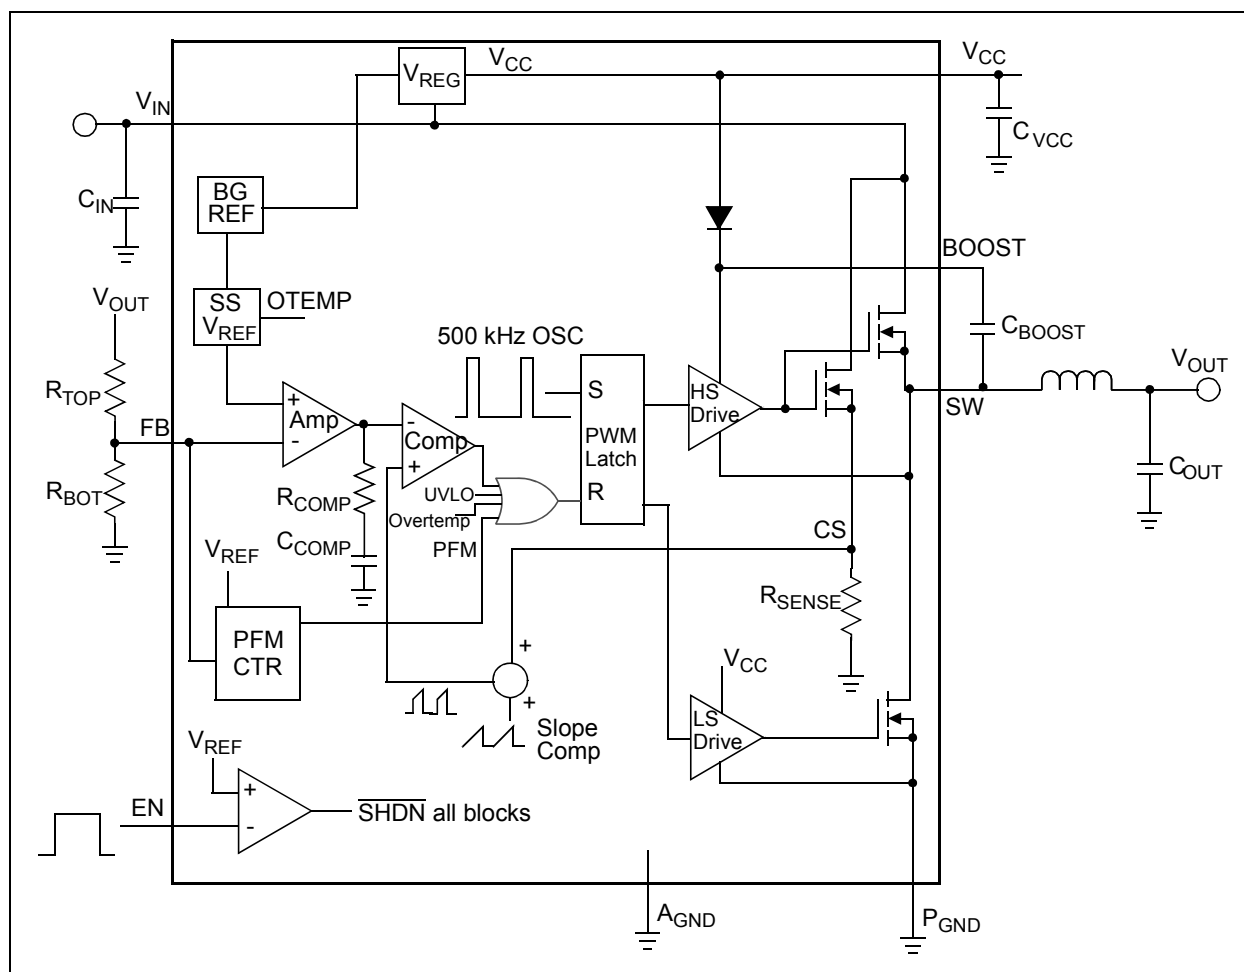 VREG
VCC
VCC
VIN
CVCC
CIN
BG
REF
BOOST
VOUT
SS
VREF
OTEMP
500 kHz OSC
CBOOST
VOUT
RTOP
+
Amp
-
-
Comp
+
S
PWM
Latch
R
HS
Drive
SW
FB
RBOT
RCOMP
UVLO
Overtemp
PFM
COUT
CCOMP
CS
VREF
RSENSE
PFM
CTR
+
+
Slope
Comp
VCC
LS
Drive
VREF
+
-
EN
SHDN all blocks
AGND
PGND